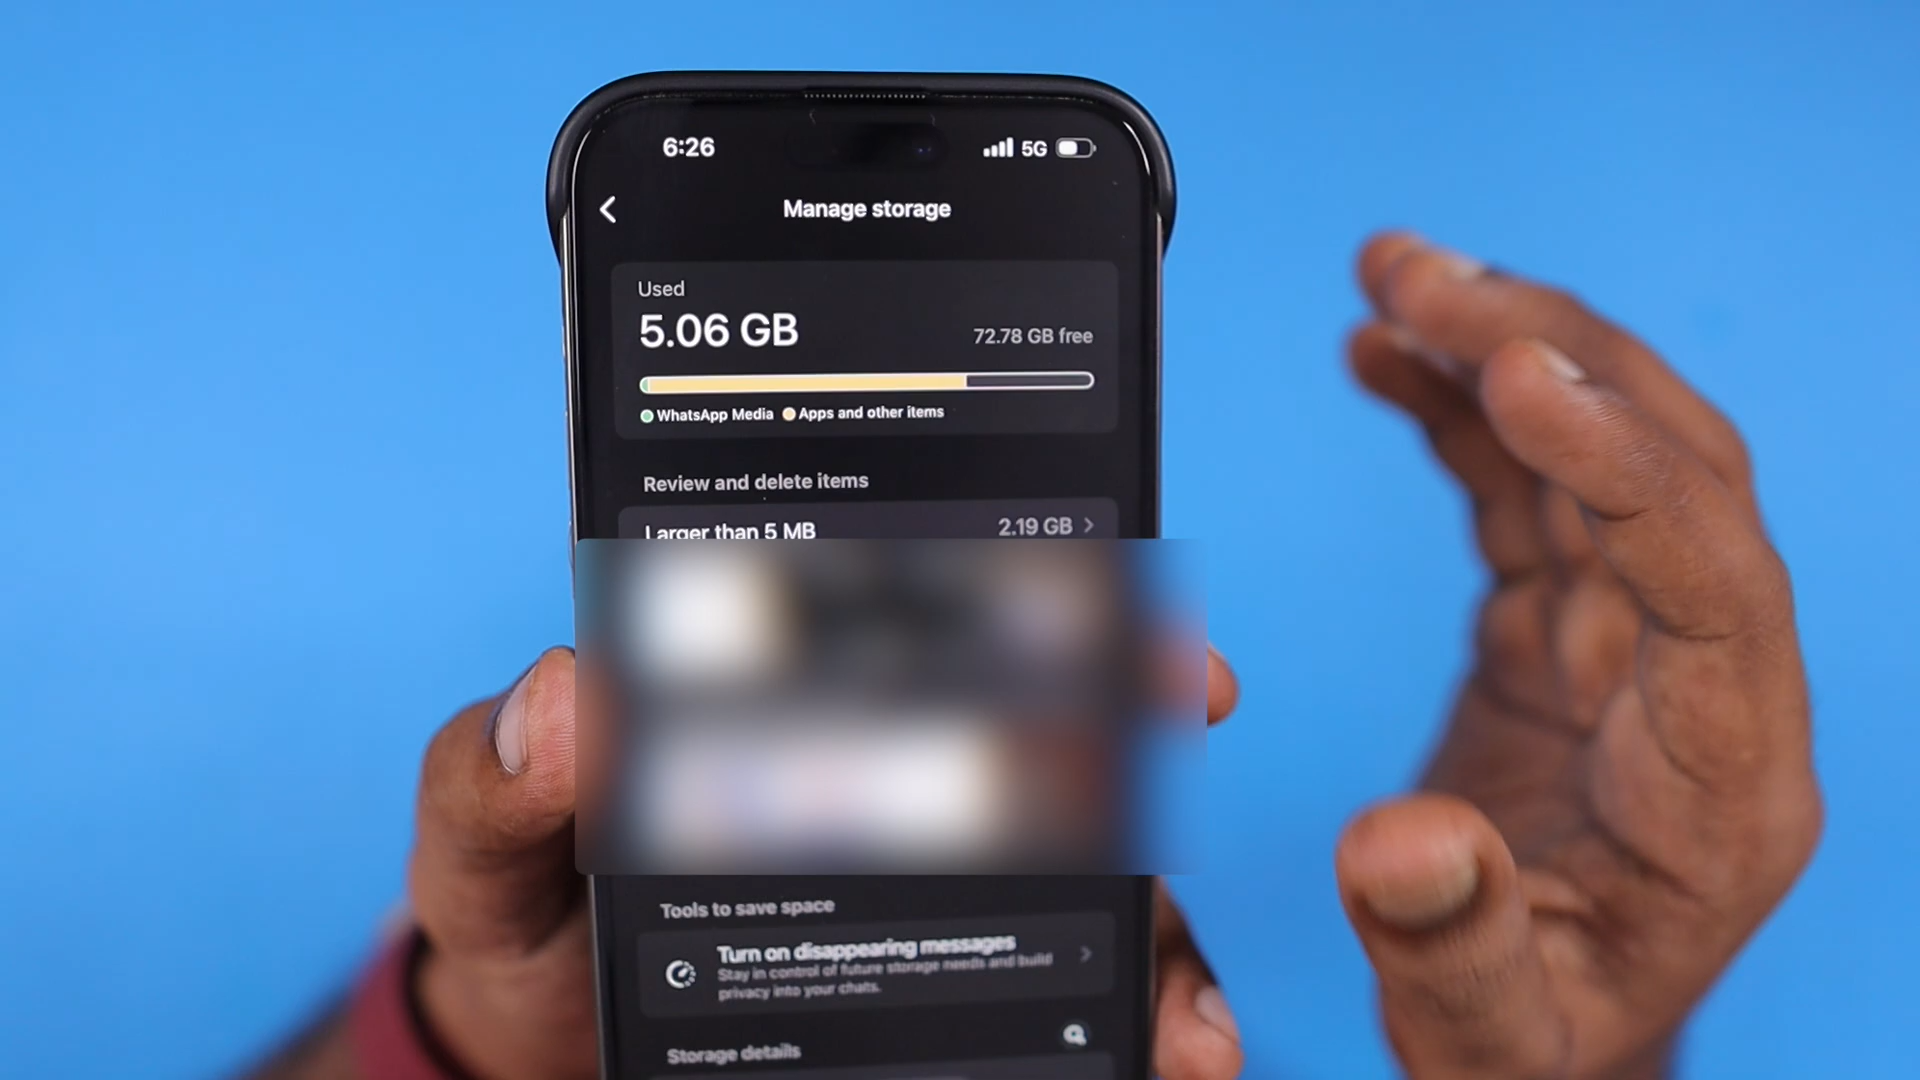 6:26 5G
Manage storage
Used
5.06 GB 72.78 GB free
WhatsApp Media Apps and other items
Review and delete items
Larger than 5 MB 2.19 GB
Tools to save space
Turn on disappearing messages
Stay in control of future storage needs and build
privacy into your chats.
Storage details